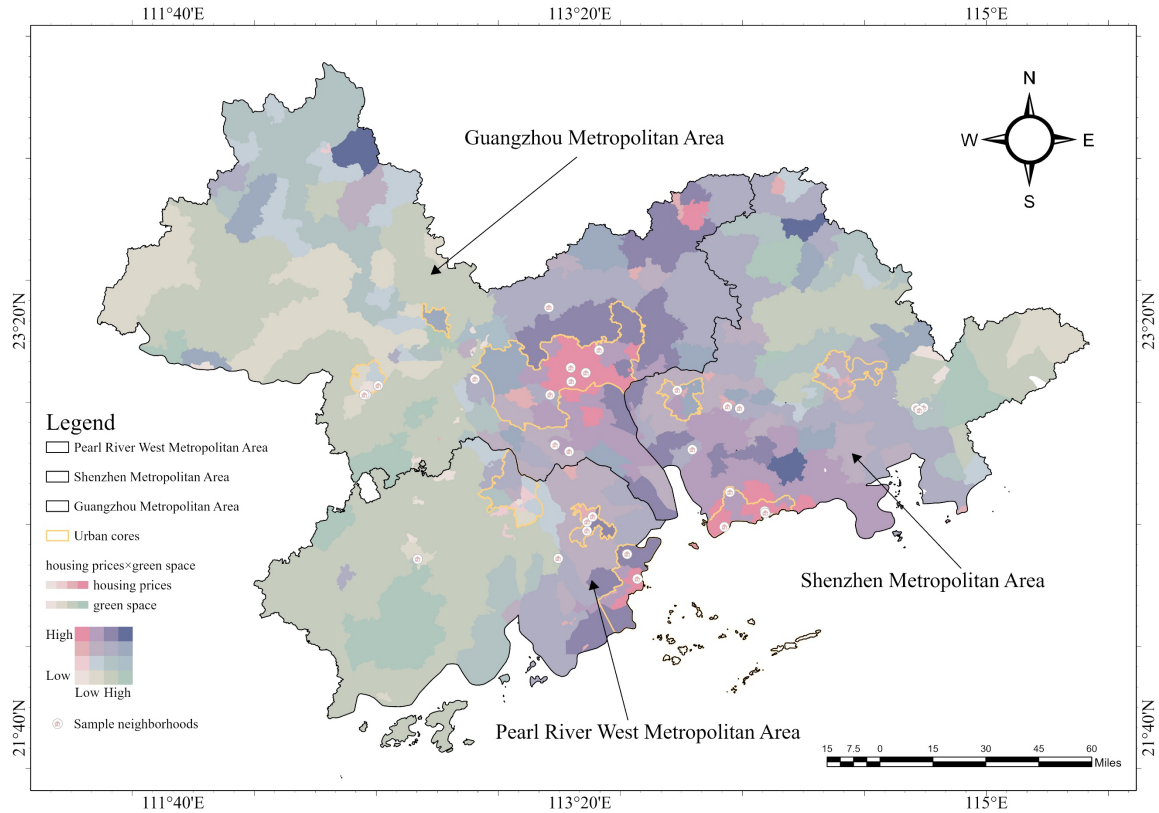 111°40′E 113°20′E 115°E
N
W E
S
Guangzhou Metropolitan Area
23°20′N 23°20′N
Legend
Pearl River West Metropolitan Area
Shenzhen Metropolitan Area
Guangzhou Metropolitan Area
Urban cores
housing prices×green space
housing prices
green space
High
Low
Low High
Sample neighborhoods
Shenzhen Metropolitan Area
Pearl River West Metropolitan Area
21°40′N 21°40′N
15 7.5 0 15 30 45 60
Miles
111°40′E 113°20′E 115°E